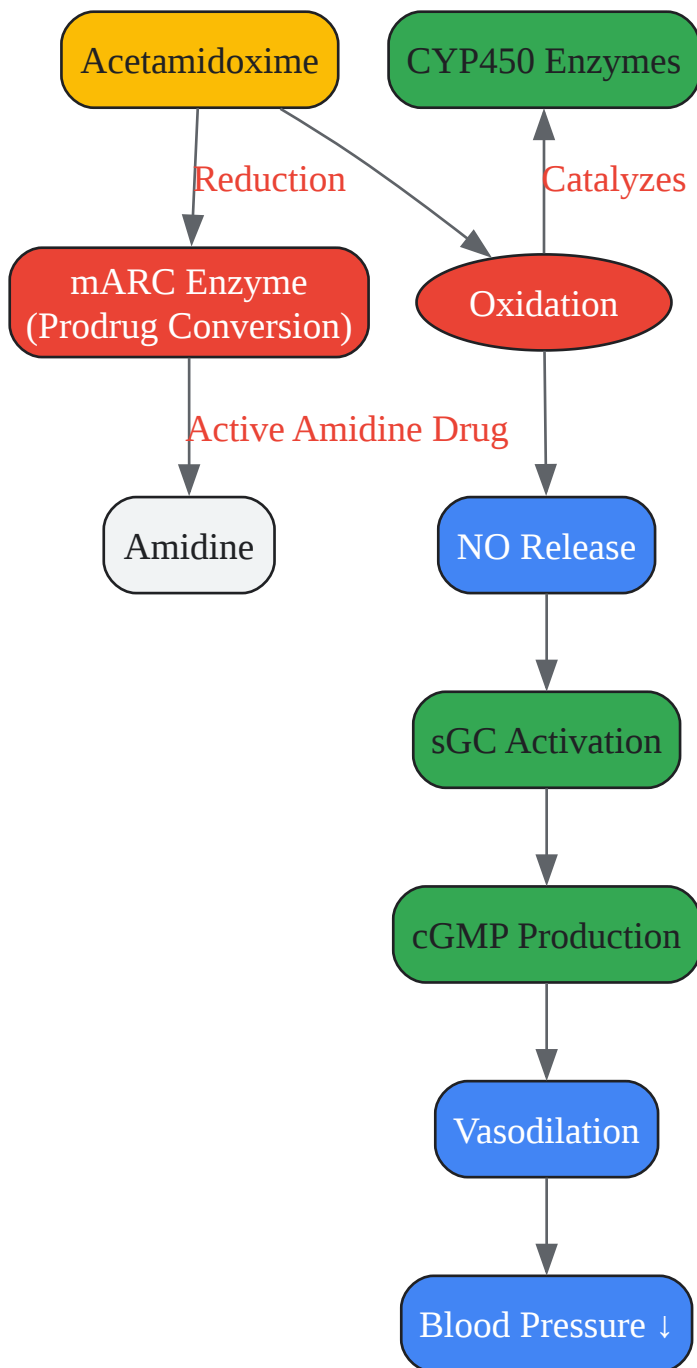 Acetamidoxime
CYP450 Enzymes
Reduction
Catalyzes
mARC Enzyme
(Prodrug Conversion)
Oxidation
Active Amidine Drug
Amidine
NO Release
sGC Activation
cGMP Production
Vasodilation
Blood Pressure ↓